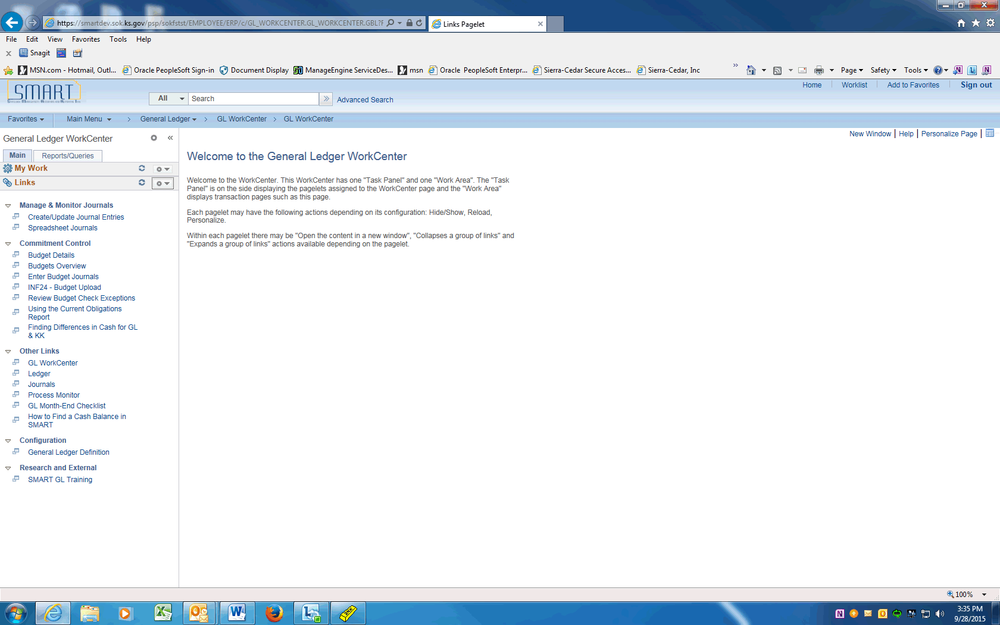 https://smartdev.sok.ks.gov/psp/sokfstst/EMPLOYEE/ERP/c/GL_WORKCENTER.GL_WORKCENTER.GBL?F
Links Pagelet
File Edit View Favorites Tools Help
Snagit
MSN.com - Hotmail, Outl... Oracle PeopleSoft Sign-in Document Display ManageEngine ServiceDes... msn Oracle PeopleSoft Enterpr... Sierra-Cedar Secure Acces... Sierra-Cedar, Inc Page Safety Tools
SMART
Home Worklist Add to Favorites Sign out
All Search Advanced Search
Favorites Main Menu > General Ledger > GL WorkCenter > GL WorkCenter
New Window | Help | Personalize Page |
General Ledger WorkCenter
Main Reports/Queries
My Work
Links
Manage & Monitor Journals
Create/Update Journal Entries
Spreadsheet Journals
Commitment Control
Budget Details
Budgets Overview
Enter Budget Journals
INF24 - Budget Upload
Review Budget Check Exceptions
Using the Current Obligations
Report
Finding Differences in Cash for GL
& KK
Other Links
GL WorkCenter
Ledger
Journals
Process Monitor
GL Month-End Checklist
How to Find a Cash Balance in
SMART
Configuration
General Ledger Definition
Research and External
SMART GL Training
Welcome to the General Ledger WorkCenter
Welcome to the WorkCenter. This WorkCenter has one "Task Panel" and one "Work Area". The "Task
Panel" is on the side displaying the pagelets assigned to the WorkCenter page and the "Work Area"
displays transaction pages such as this page.
Each pagelet may have the following actions depending on its configuration: Hide/Show, Reload,
Personalize.
Within each pagelet there may be "Open the content in a new window", "Collapses a group of links" and
"Expands a group of links" actions available depending on the pagelet.
100%
3:35 PM
9/28/2015